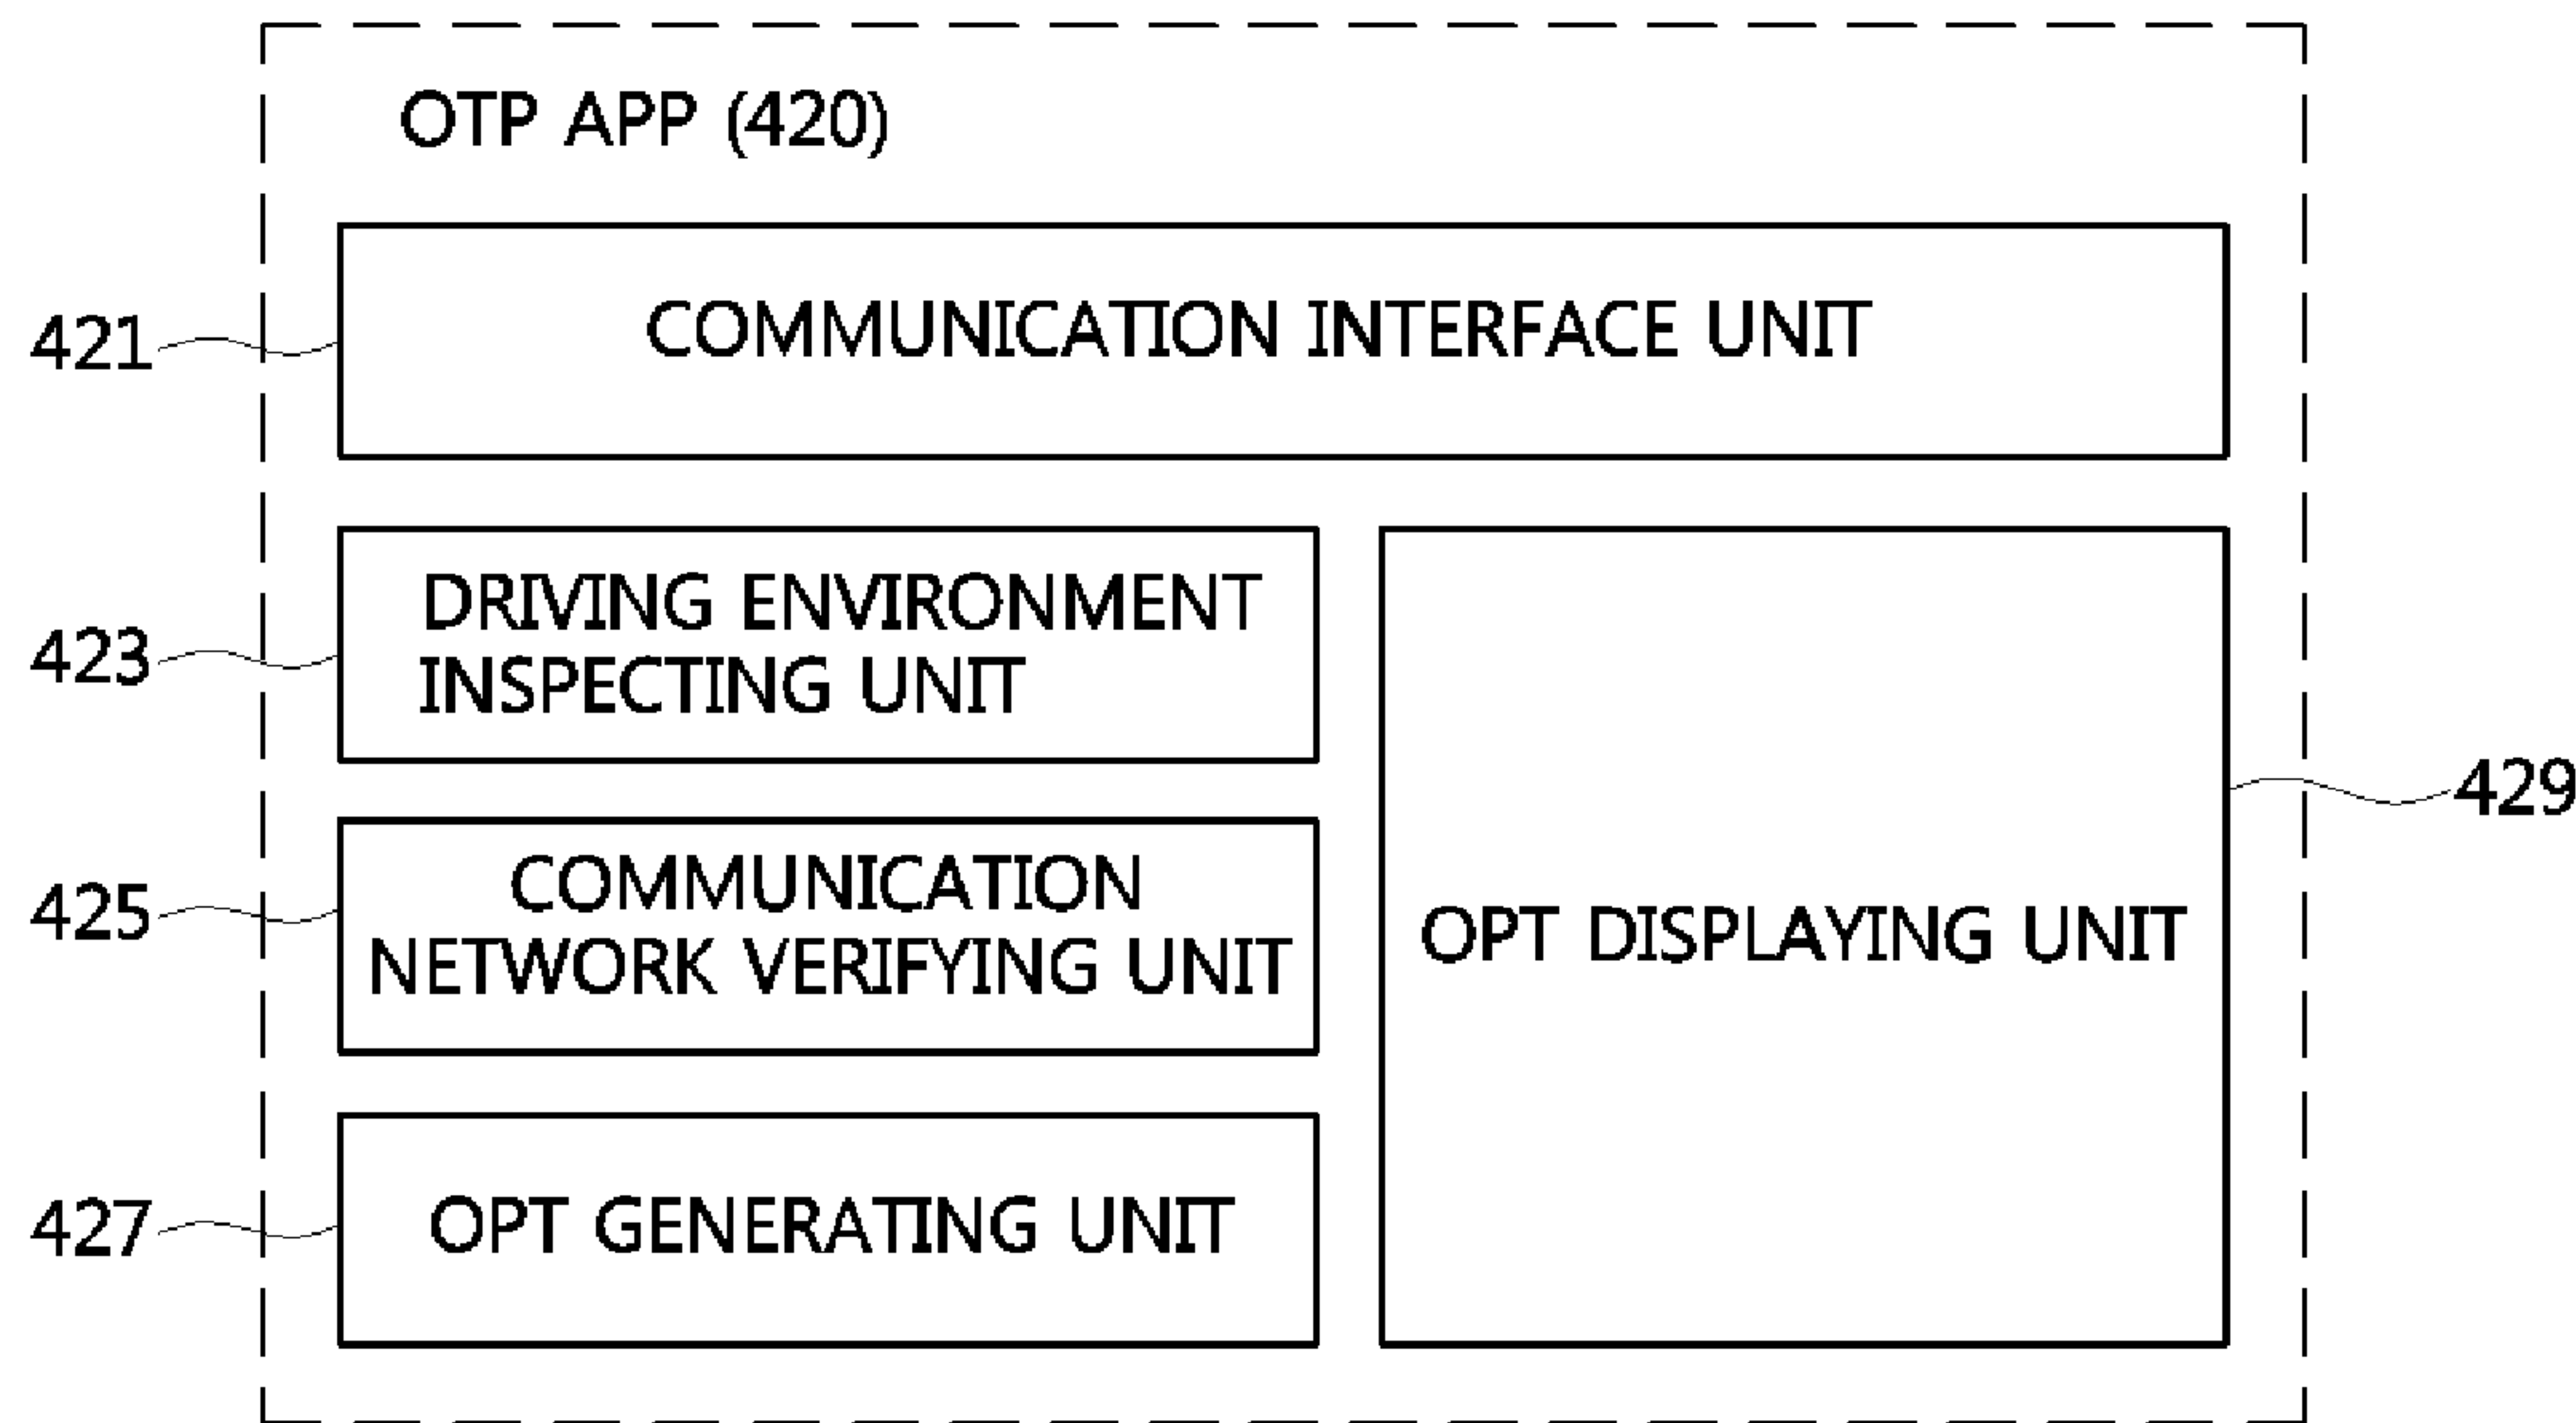 OTP APP (420)
421
COMMUNICATION INTERFACE UNIT
423
DRIVING ENVIRONMENT
INSPECTING UNIT
425
COMMUNICATION
NETWORK VERIFYING UNIT
427
OPT GENERATING UNIT
OPT DISPLAYING UNIT
429